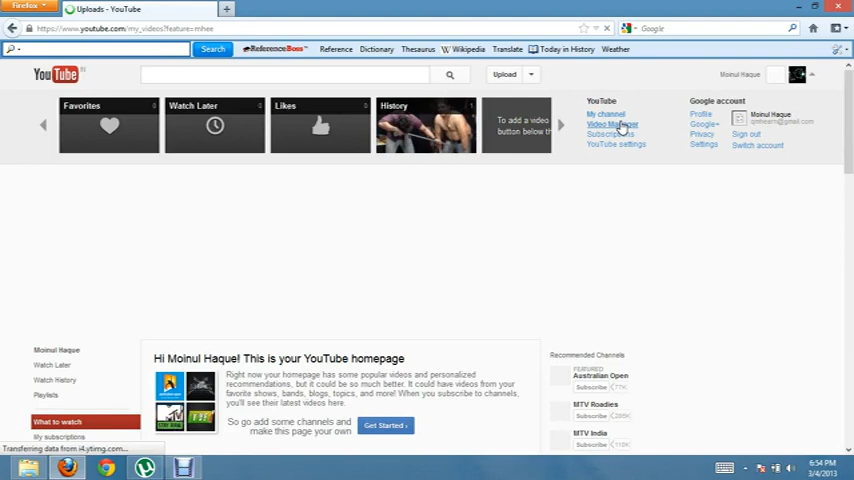 Firefox
Uploads - YouTube
https://www.youtube.com/my_videos?feature=mhee
Google
Search
ReferenceBoss
Reference
Dictionary
Thesaurus
Wikipedia
Translate
Today in History
Weather
YouTube
Upload
Moinul Haque
Favorites 0
Watch Later 0
Likes 0
History 1
To add a video
button below th
YouTube
My channel
Video Manager
Subscriptions
YouTube settings
Google account
Profile
Google+
Privacy
Settings
Moinul Haque
Sign out
Switch account
Moinul Haque
Watch Later
Watch History
Playlists
What to watch
My subscriptions
Hi Moinul Haque! This is your YouTube homepage
Right now your homepage has some popular videos and personalized
recommendations, but it could be so much better. It could have videos from your
favorite shows, bands, blogs, topics, and more. When you subscribe to channels,
you'll see their latest videos here.
So go add some channels and
make this page your own
Get Started ›
Recommended Channels
FEATURED
Australian Open
Subscribe 77K
MTV Roadies
Subscribe
MTV India
Subscribe
Transferring data from i4.ytimg.com...
6:54 PM
3/4/2013